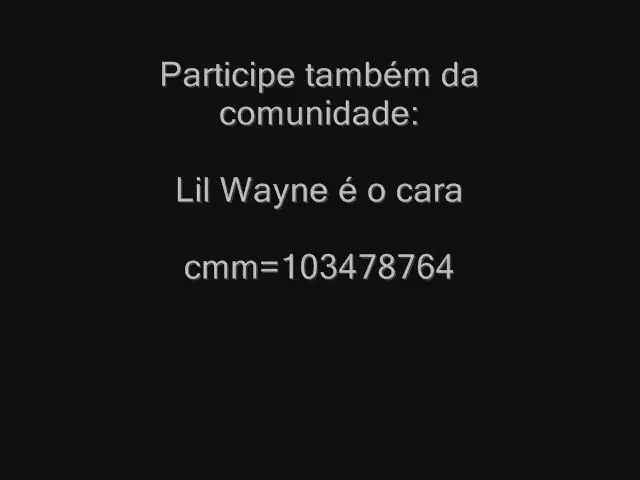 Participe também da
comunidade:
Lil Wayne é o cara
cmm=103478764